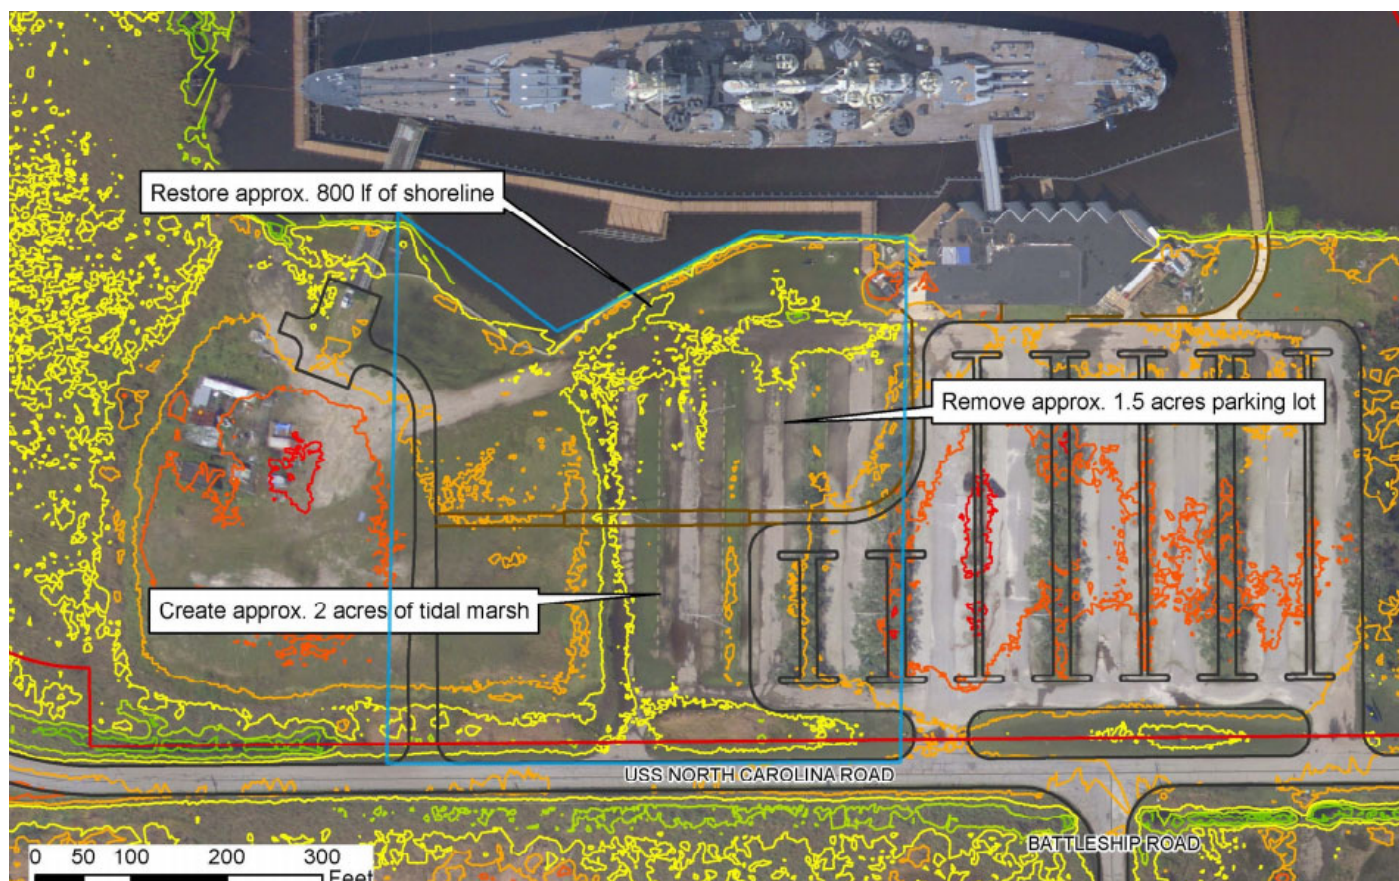 Restore approx. 800 lf of shoreline
Remove approx. 1.5 acres parking lot
Create approx. 2 acres of tidal marsh
USS NORTH CAROLINA ROAD
BATTLESHIP ROAD
0 50 100 200 300
Feet